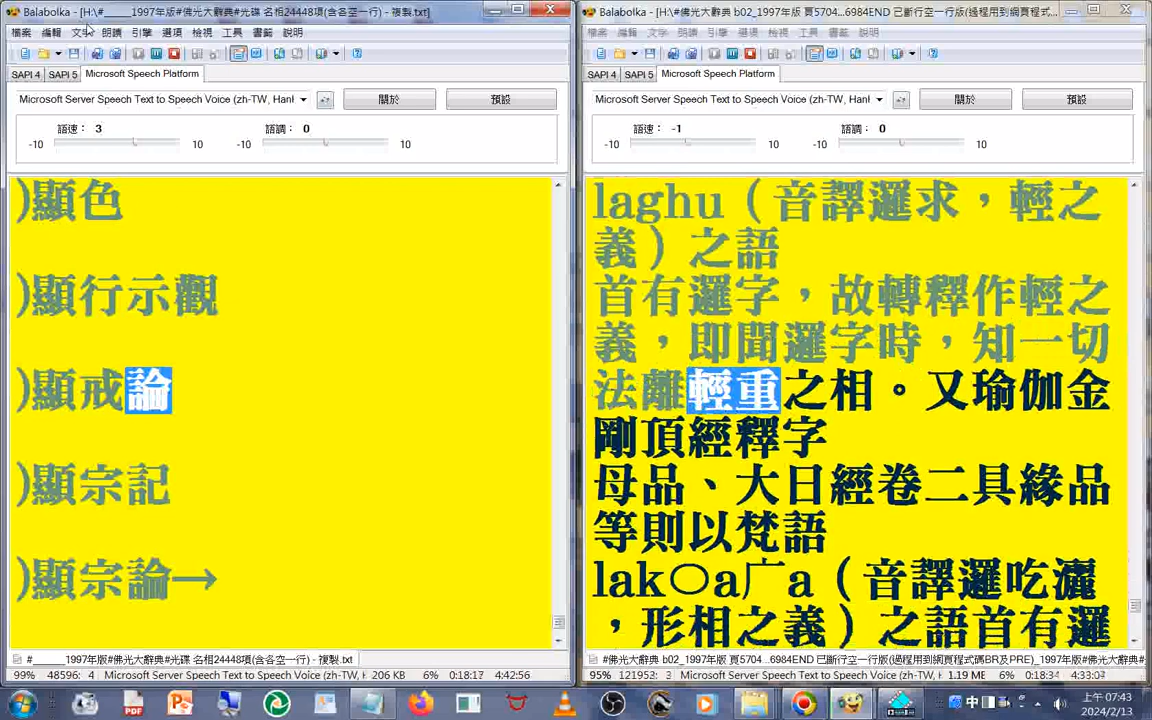 Balabolka - [H:\#_____1997年版#佛光大辭典#光碟 名相24448項(含各空一行) - 複製.txt]
檔案 編輯 文字 朗讀 引擎 選項 檢視 工具 書籤 說明
SAPI 4 SAPI 5 Microsoft Speech Platform
Microsoft Server Speech Text to Speech Voice (zh-TW, Hanl
關於 預設
語速： 3 語調： 0
-10 10 -10 10
)顯色
)顯行示觀
)顯戒論
)顯宗記
)顯宗論→
#_____1997年版#佛光大辭典#光碟 名相24448項(含各空一行) - 複製.txt
99% 48596: 4 Microsoft Server Speech Text to Speech Voice (zh-TW, H 206 KB 6% 0:18:17 4:42:56
Balabolka - [H:\#佛光大辭典 b02_1997年版 頁5704...6984END 已斷行空一行版(過程用到網頁程式...
檔案 編輯 文字 朗讀 引擎 選項 檢視 工具 書籤 說明
SAPI 4 SAPI 5 Microsoft Speech Platform
Microsoft Server Speech Text to Speech Voice (zh-TW, Hanl
關於 預設
語速： -1 語調： 0
-10 10 -10 10
laghu（音譯邏求，輕之
義）之語
首有邏字，故轉釋作輕之
義，即聞邏字時，知一切
法離輕重之相。又瑜伽金
剛頂經釋字
母品、大日經卷二具緣品
等則以梵語
lak○a广a（音譯邏吃灑
，形相之義）之語首有邏
#佛光大辭典 b02_1997年版 頁5704...6984END 已斷行空一行版(過程用到網頁程式碼BR及PRE)_1997年版#佛光大辭典#
95% 121952: 3 Microsoft Server Speech Text to Speech Voice (zh-TW, H 1.19 MB 6% 0:18:34 4:33:07
中
上午 07:43
2024/2/13